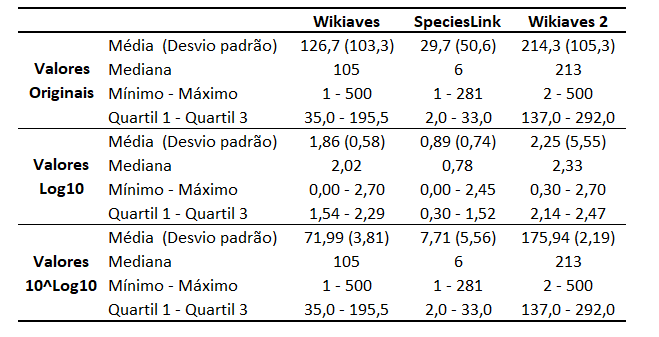 Wikiaves SpeciesLink Wikiaves 2
Valores Originais Média (Desvio padrão) 126,7 (103,3) 29,7 (50,6) 214,3 (105,3)
Mediana 105 6 213
Mínimo - Máximo 1 - 500 1 - 281 2 - 500
Quartil 1 - Quartil 3 35,0 - 195,5 2,0 - 33,0 137,0 - 292,0
Valores Log10 Média (Desvio padrão) 1,86 (0,58) 0,89 (0,74) 2,25 (5,55)
Mediana 2,02 0,78 2,33
Mínimo - Máximo 0,00 - 2,70 0,00 - 2,45 0,30 - 2,70
Quartil 1 - Quartil 3 1,54 - 2,29 0,30 - 1,52 2,14 - 2,47
Valores 10^Log10 Média (Desvio padrão) 71,99 (3,81) 7,71 (5,56) 175,94 (2,19)
Mediana 105 6 213
Mínimo - Máximo 1 - 500 1 - 281 2 - 500
Quartil 1 - Quartil 3 35,0 - 195,5 2,0 - 33,0 137,0 - 292,0